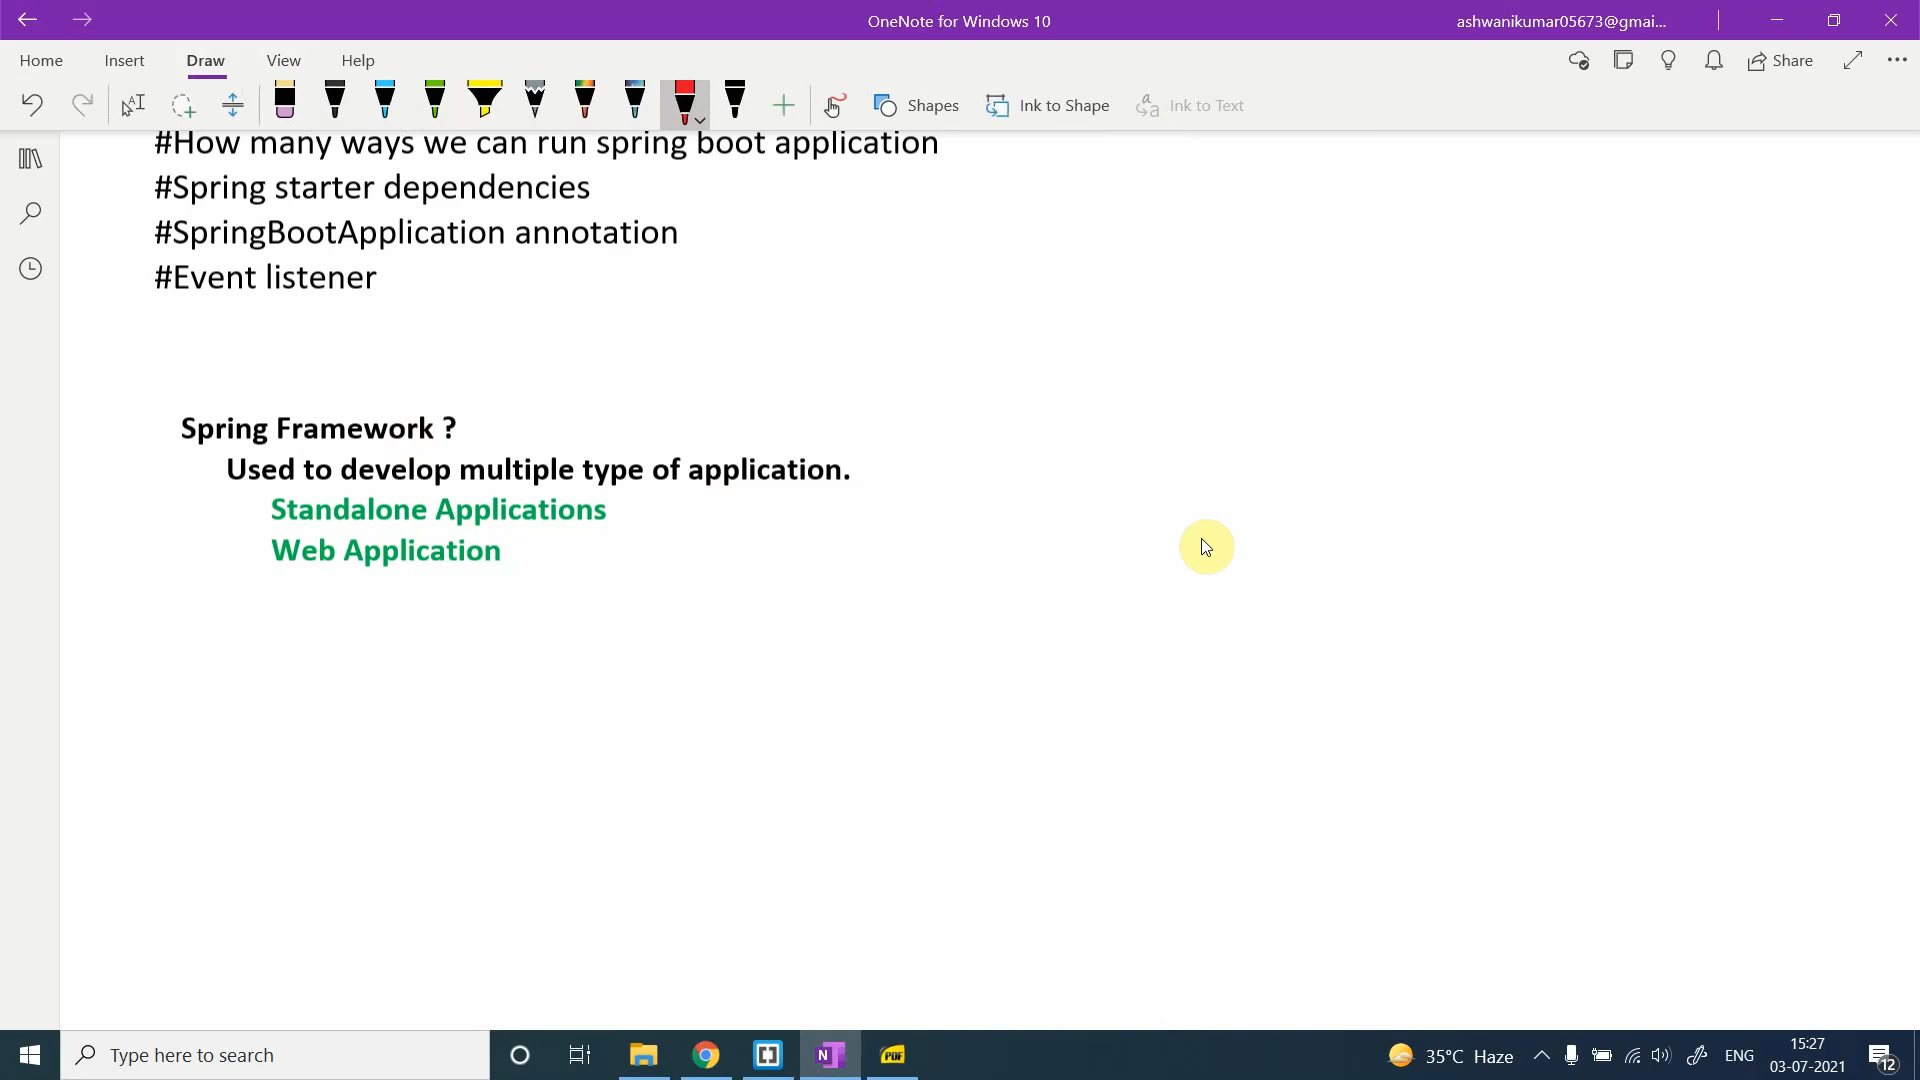 OneNote for Windows 10
ashwanikumar05673@gmai...
Home Insert Draw View Help
Share
Shapes Ink to Shape Ink to Text
#How many ways we can run spring boot application
#Spring starter dependencies
#SpringBootApplication annotation
#Event listener
Spring Framework ?
Used to develop multiple type of application.
Standalone Applications
Web Application
Type here to search
PDF
35°C Haze
ENG
15:27
03-07-2021
12